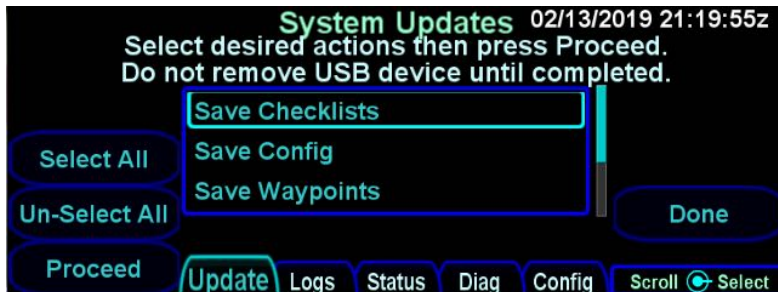 System Updates 02/13/2019 21:19:55z
Select desired actions then press Proceed.
Do not remove USB device until completed.
Save Checklists
Save Config
Save Waypoints
Select All
Un-Select All
Proceed
Done
Update Logs Status Diag Config Scroll Select